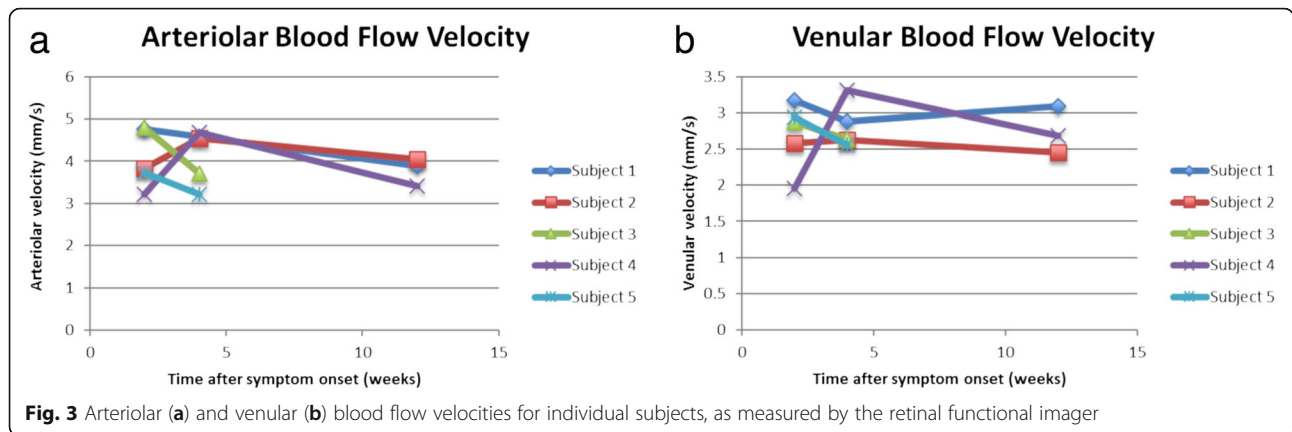 a
Arteriolar Blood Flow Velocity
Arteriolar velocity (mm/s)
6
5
4
3
2
1
0
0 5 10 15
Time after symptom onset (weeks)
Subject 1
Subject 2
Subject 3
Subject 4
Subject 5
b
Venular Blood Flow Velocity
Venular velocity (mm/s)
3.5
3
2.5
2
1.5
1
0.5
0
0 5 10 15
Time after symptom onset (weeks)
Subject 1
Subject 2
Subject 3
Subject 4
Subject 5
Fig. 3 Arteriolar (a) and venular (b) blood flow velocities for individual subjects, as measured by the retinal functional imager